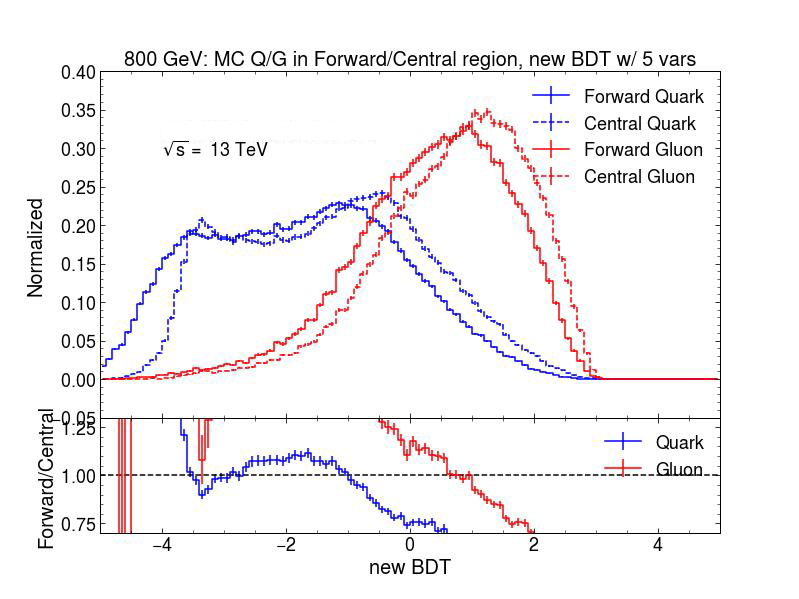 800 GeV: MC Q/G in Forward/Central region, new BDT w/ 5 vars
0.40
0.35
0.30
0.25
0.20
0.15
0.10
0.05
0.00
0.05
Normalized
√s = 13 TeV
Forward Quark
Central Quark
Forward Gluon
Central Gluon
1.25
1.00
0.75
Forward/Central
Quark
Gluon
−4
−2
0
2
4
new BDT